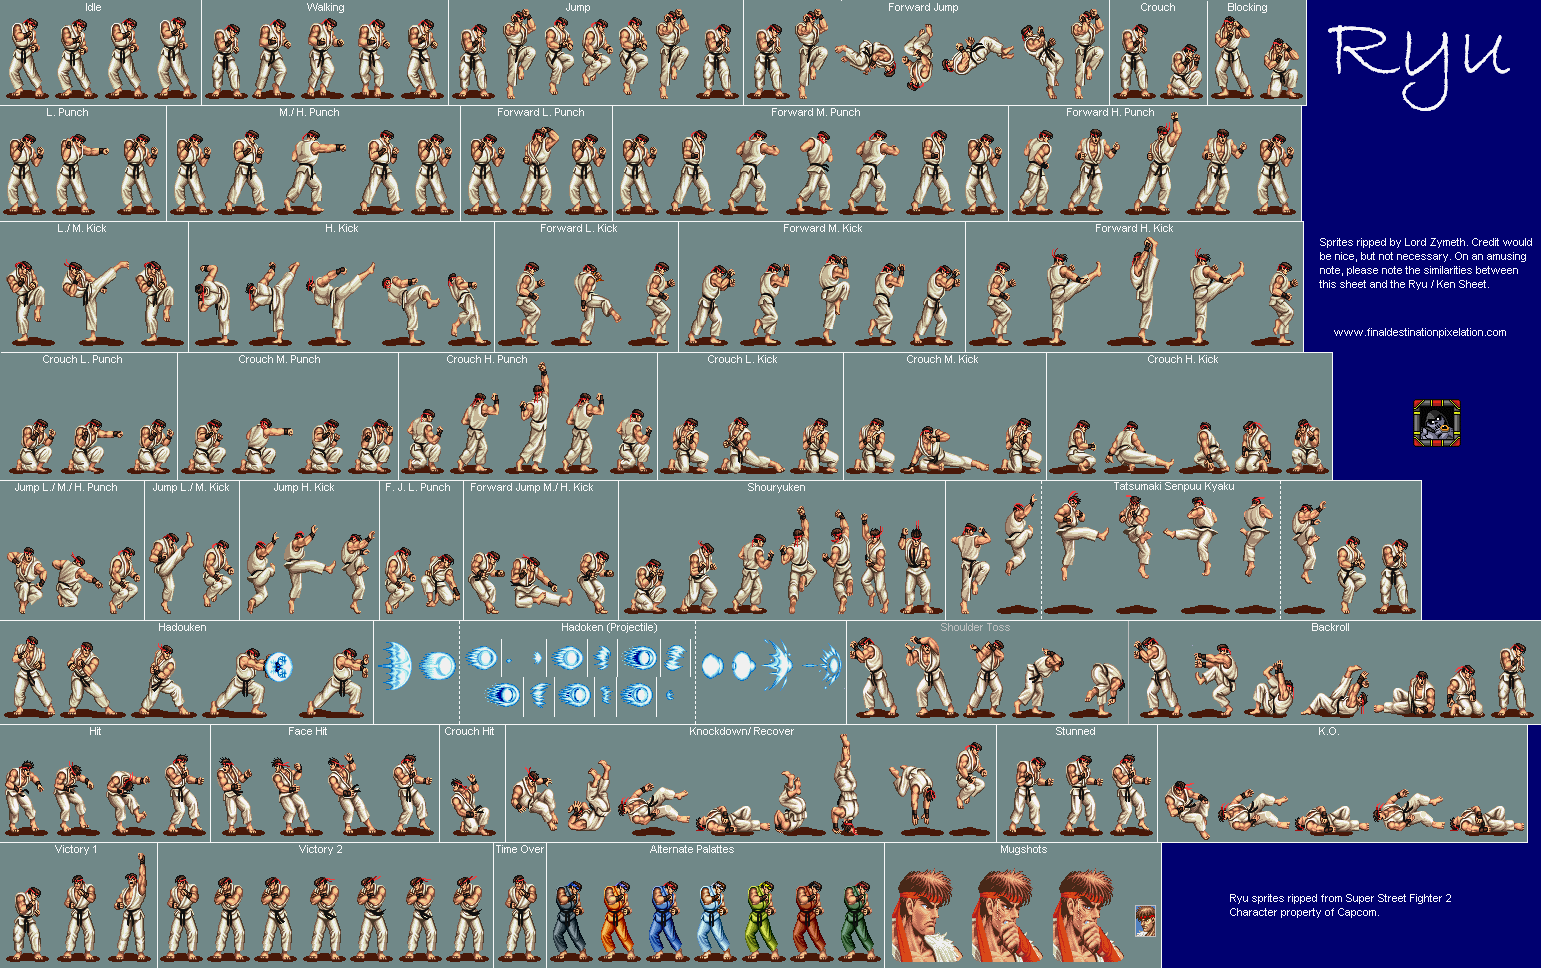 Idle
Walking
Jump
Forward Jump
Crouch
Blocking
Ryu
L. Punch
M./ H. Punch
Forward L. Punch
Forward M. Punch
Forward H. Punch
L./ M. Kick
H. Kick
Forward L. Kick
Forward M. Kick
Forward H. Kick
Sprites ripped by Lord Zymeth. Credit would
be nice, but not necessary. On an amusing
note, please note the similarities between
this sheet and the Ryu / Ken Sheet.
www.finaldestinationpixelation.com
Crouch L. Punch
Crouch M. Punch
Crouch H. Punch
Crouch L. Kick
Crouch M. Kick
Crouch H. Kick
Jump L./ M./ H. Punch
Jump L./ M. Kick
Jump H. Kick
F. J. L. Punch
Forward Jump M./ H. Kick
Shouryuken
Tatsumaki Senpuu Kyaku
Hadouken
Hadoken (Projectile)
Shoulder Toss
Backroll
Hit
Face Hit
Crouch Hit
Knockdown/ Recover
Stunned
K.O.
Victory 1
Victory 2
Time Over
Alternate Palattes
Mugshots
Ryu sprites ripped from Super Street Fighter 2
Character property of Capcom.